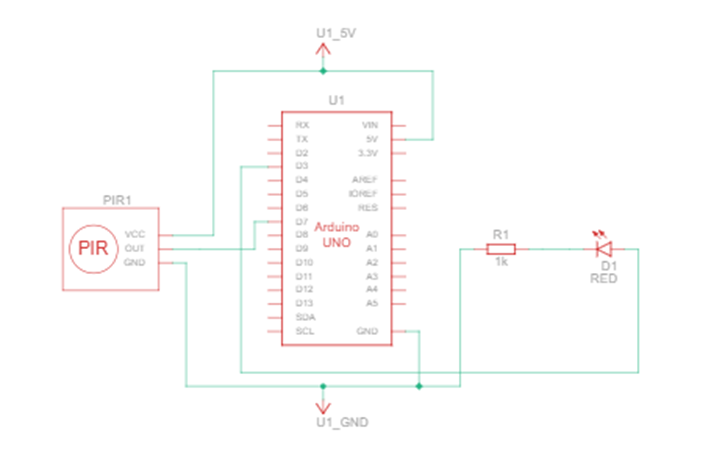 U1_5V
U1
RX
VIN
TX
5V
D2
3.3V
D3
D4
AREF
D5
IOREF
D6
RES
D7
D8
A0
D9
A1
D10
A2
D11
A3
D12
A4
D13
A5
SDA
SCL
GND
Arduino
UNO
PIR1
PIR
VCC
OUT
GND
R1
1k
D1
RED
U1_GND